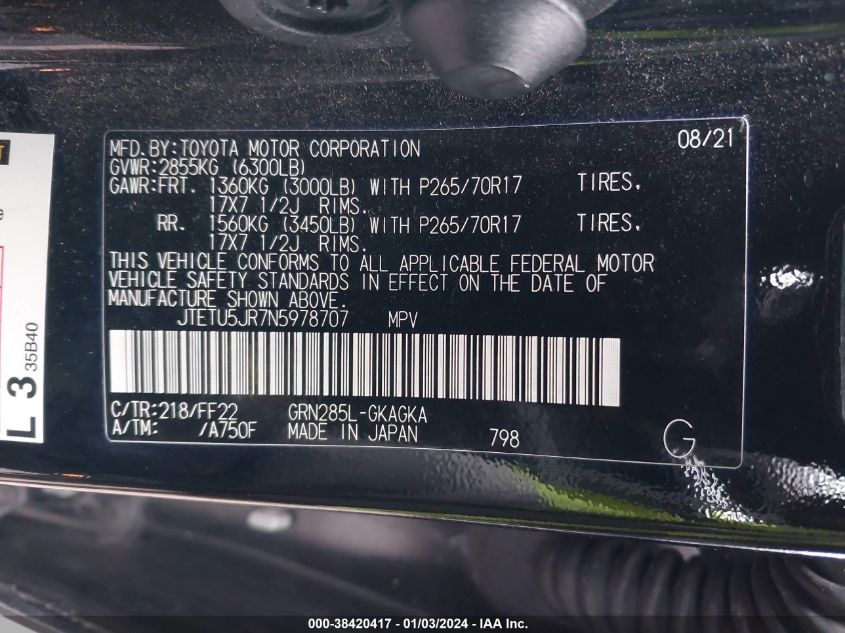 MFD. BY: TOYOTA MOTOR CORPORATION 08/21
GVWR: 2855KG (6300LB)
GAWR: FRT. 1360KG (3000LB) WITH P265/70R17 TIRES,
17X7 1/2J RIMS.
RR. 1560KG (3450LB) WITH P265/70R17 TIRES,
17X7 1/2J RIMS.
THIS VEHICLE CONFORMS TO ALL APPLICABLE FEDERAL MOTOR
VEHICLE SAFETY STANDARDS IN EFFECT ON THE DATE OF
MANUFACTURE SHOWN ABOVE.
JTETU5JR7N5978707 MPV
C/TR: 218/FF22 GRN285L-GKAGKA
A/TM: /A750F MADE IN JAPAN 798 G
L 3 35B40
000-38420417 - 01/03/2024 - IAA Inc.